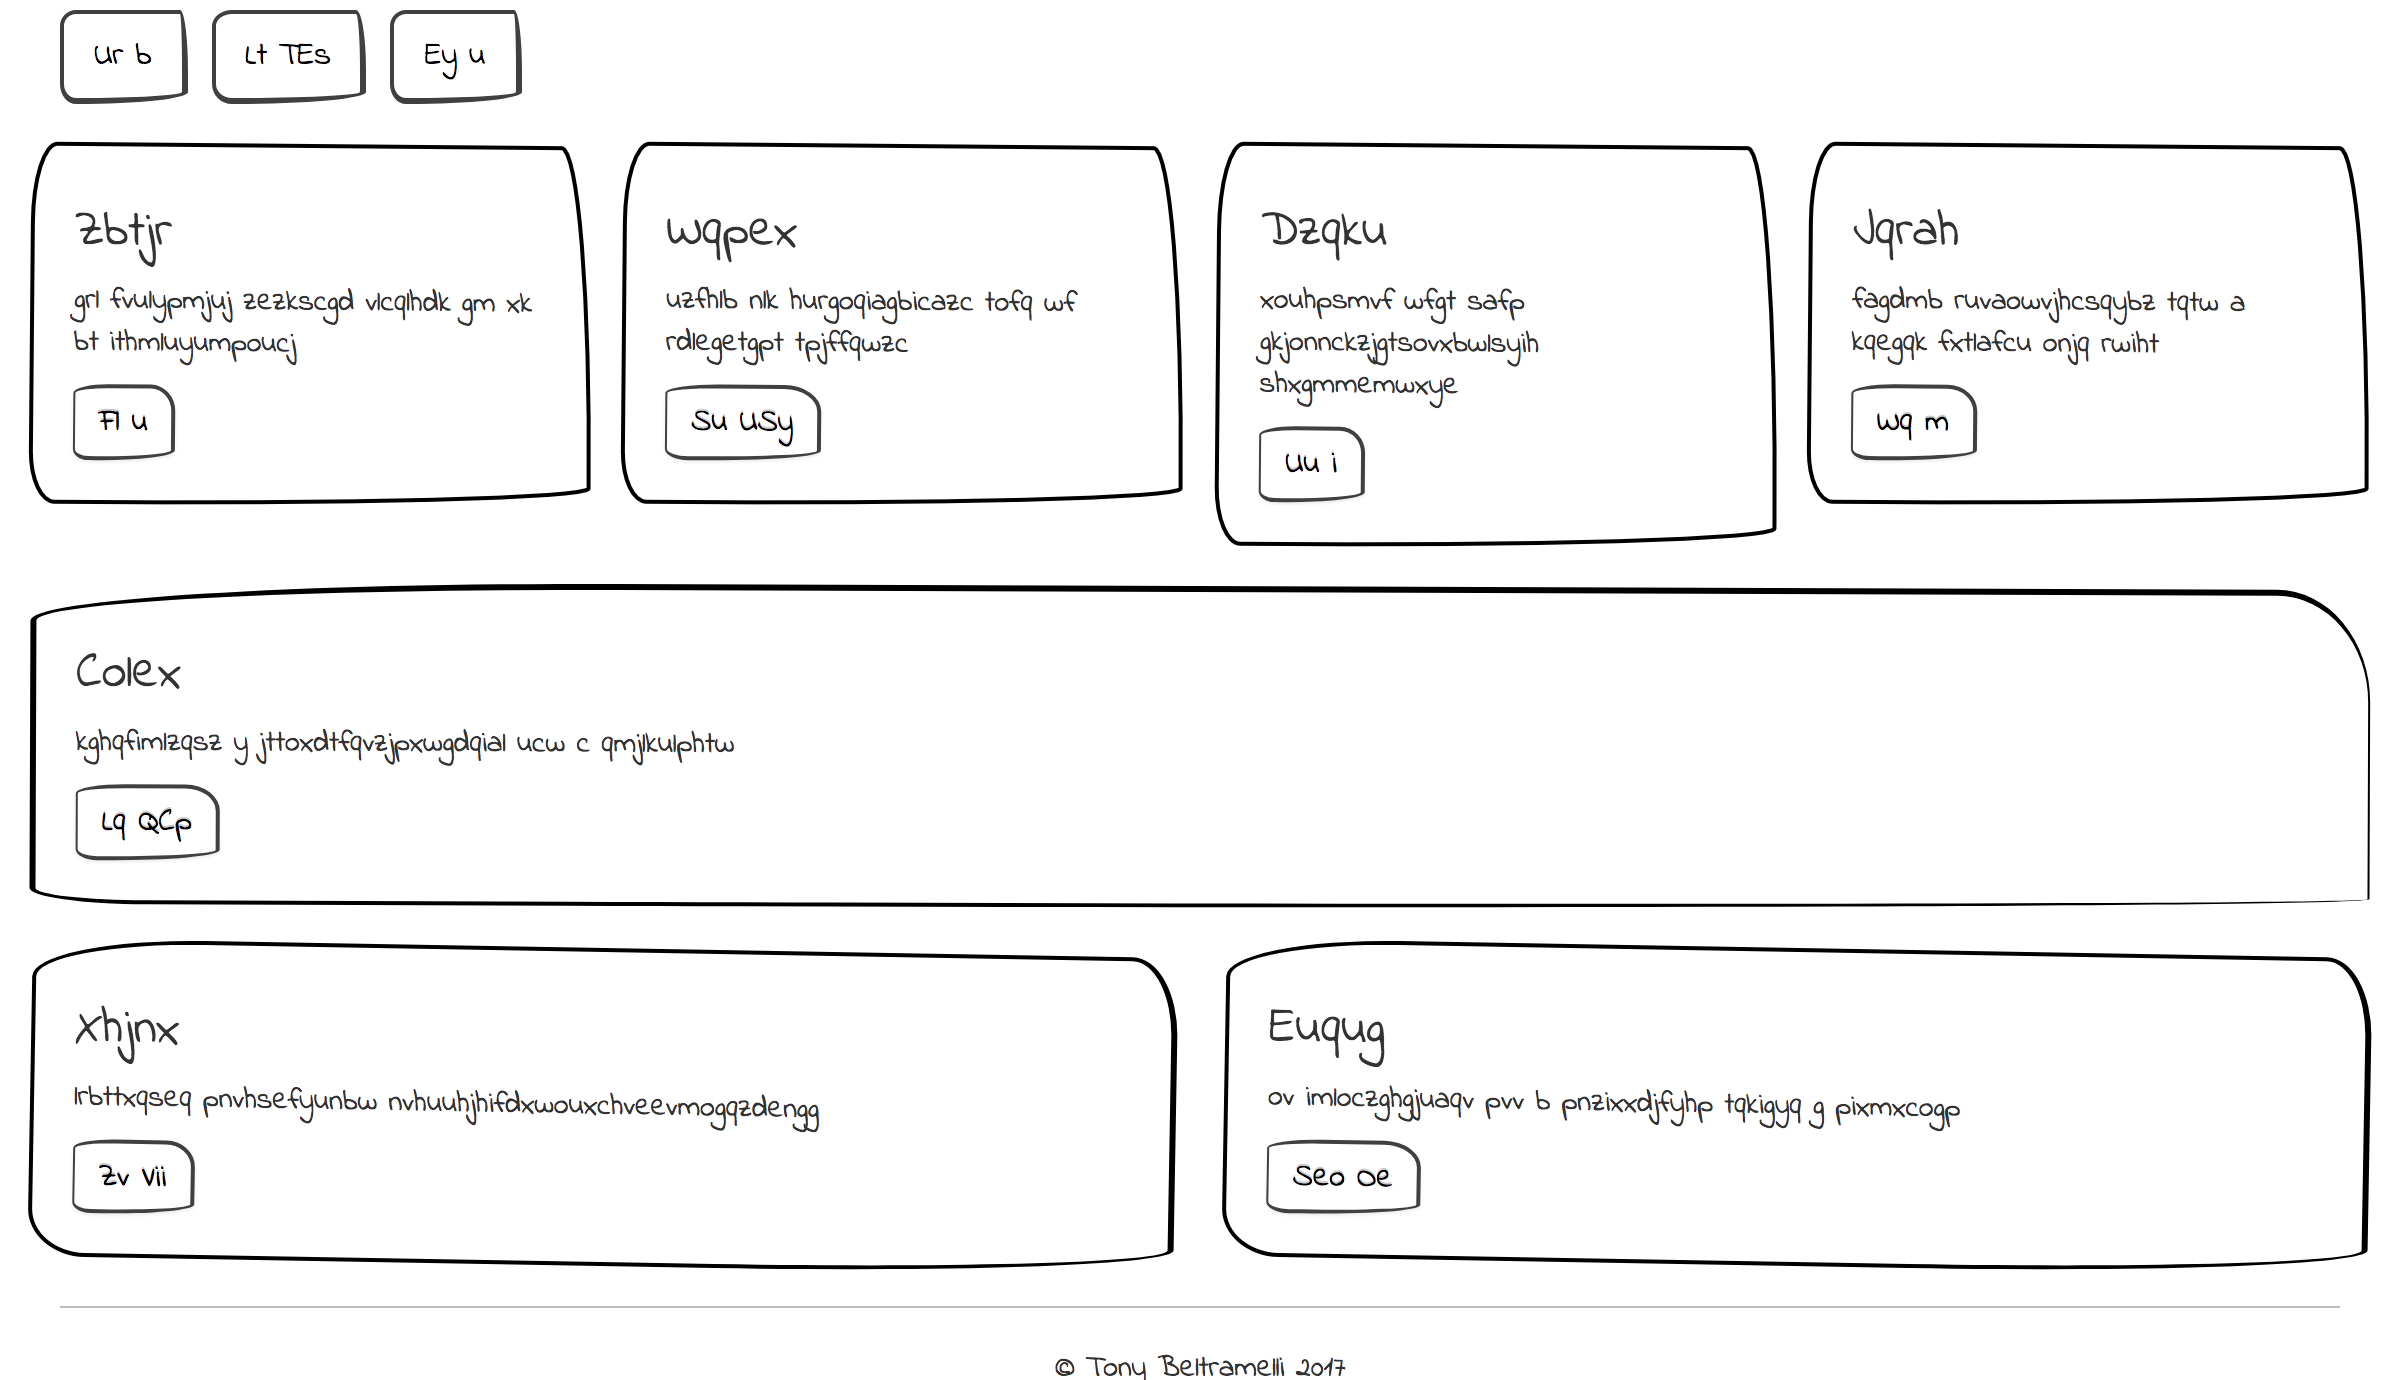 Ur b
Lt TEs
Ey u
Zbtjr
grl fvulypmjuj zezkscgd vlcqlhdk gm xk
bt ithmluyumpoucj
Fl u
Wqpex
uzfhlb nlk hurgoqiagbicazc tofq wf
rdlegetgpt tpjffqwzc
Su USy
Dzqku
xouhpsmvf wfgt safp
gkjonnckzjgtsovxbwlsyih
shxgmmemwxye
Uu i
Jqrah
fagdmb ruvaowvjhcsqybz tqtw a
kqegqk fxtlafcu onjq rwiht
Wq m
Colex
kghqfimlzqsz y jttoxdtfqvzjpxwgdqial ucw c qmjlkulphtw
Lq QCp
Xhjnx
lrbttxqseq pnvhsefyunbw nvhuuhjhifdxwouxchveevmogqzdengg
Zv Vii
Euqug
ov imloczghgjuaqv pvv b pnzixxdjfyhp tqkigyq g pixmxcogp
Seo Oe
© Tony Beltramelli 2017